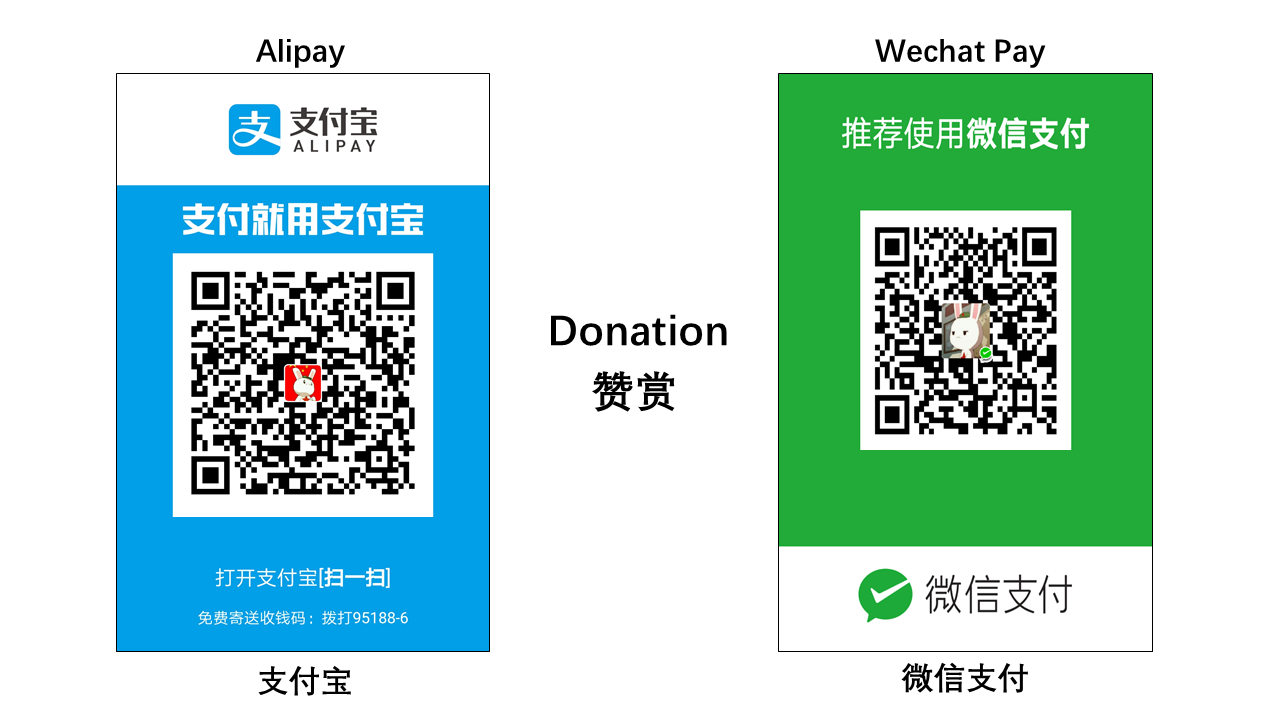 Alipay
支 支付宝
ALIPAY
支付就用支付宝
打开支付宝[扫一扫]
免费寄送收钱码：拨打95188-6
支付宝
Donation
赞赏
Wechat Pay
推荐使用微信支付
微信支付
微信支付